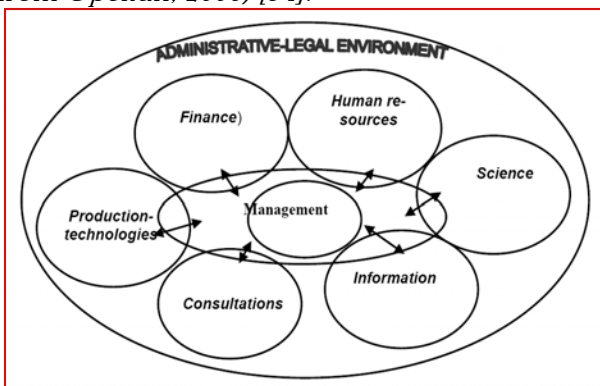 ADMINISTRATIVE-LEGAL ENVIRONMENT
Finance)
Human re-
sources
Science
Management
Production-
technologies
Consultations
Information